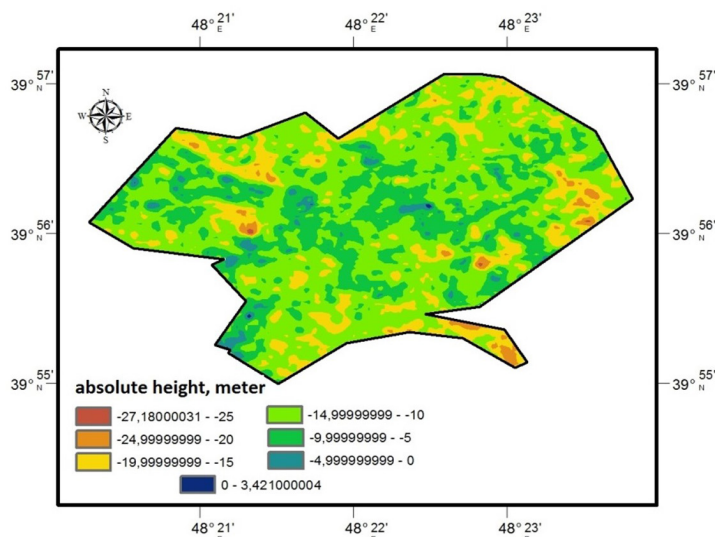 48° 21' E 48° 22' E 48° 23' E
39° 57' N 39° 57' N
N
W E
S
39° 56' N 39° 56' N
39° 55' N 39° 55' N
absolute height, meter
-27,18000031 - -25 -14,99999999 - -10
-24,99999999 - -20 -9,99999999 - -5
-19,99999999 - -15 -4,999999999 - 0
0 - 3,421000004
48° 21' E 48° 22' E 48° 23' E